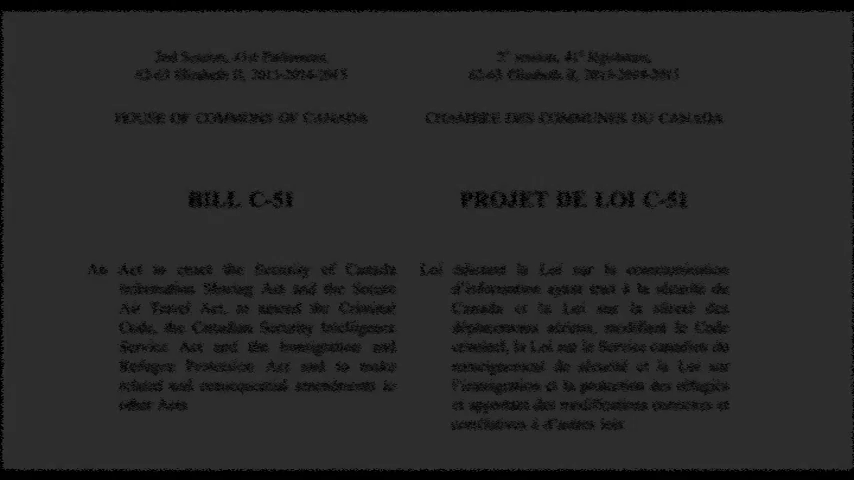 2nd Session, 41st Parliament,
62-63 Elizabeth II, 2013-2014-2015
HOUSE OF COMMONS OF CANADA
BILL C-51
An Act to enact the Security of Canada
Information Sharing Act and the Secure
Air Travel Act, to amend the Criminal
Code, the Canadian Security Intelligence
Service Act and the Immigration and
Refugee Protection Act and to make
related and consequential amendments to
other Acts
2e session, 41e législature,
62-63 Elizabeth II, 2013-2014-2015
CHAMBRE DES COMMUNES DU CANADA
PROJET DE LOI C-51
Loi édictant la Loi sur la communication
d'information ayant trait à la sécurité du
Canada et la Loi sur la sûreté des
déplacements aériens, modifiant le Code
criminel, la Loi sur le Service canadien du
renseignement de sécurité et la Loi sur
l'immigration et la protection des réfugiés
et apportant des modifications connexes et
corrélatives à d'autres lois